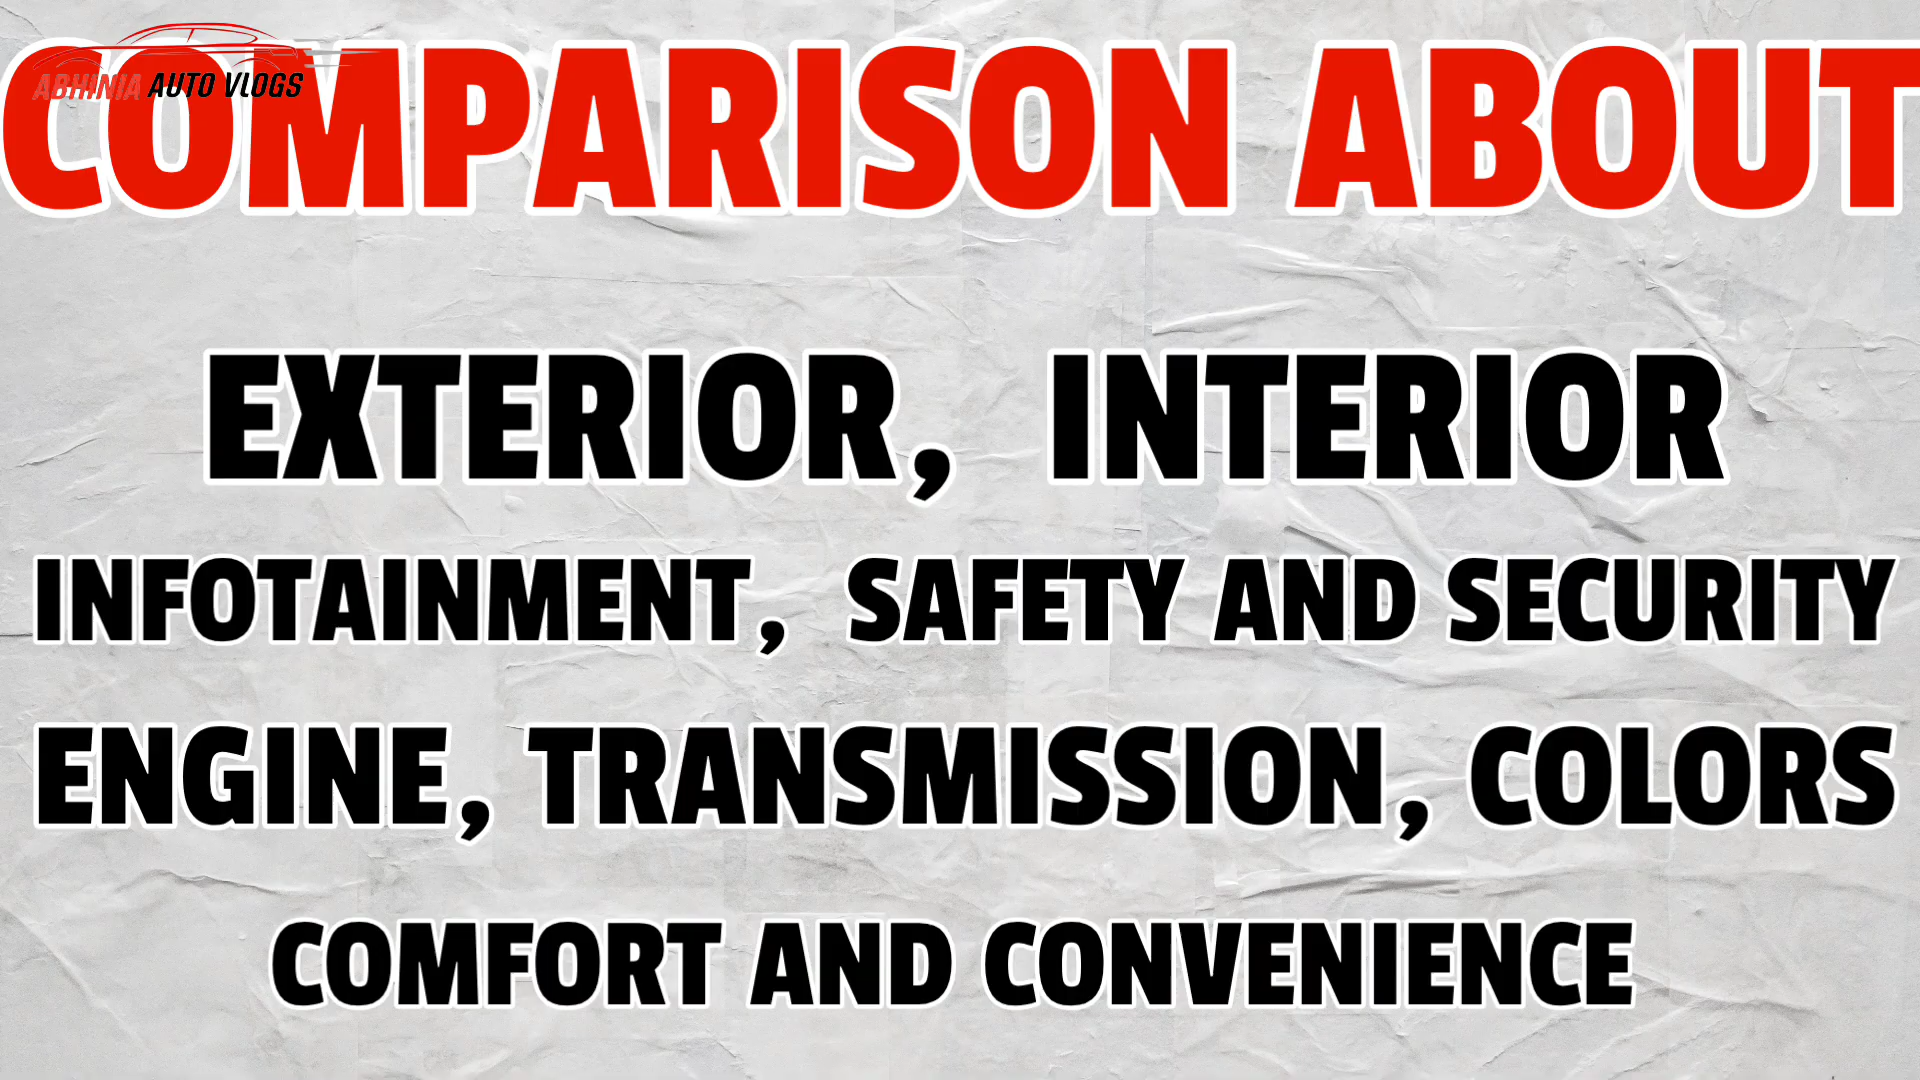 COMPARISON ABOUT
ABHINIA AUTO VLOGS
EXTERIOR, INTERIOR
INFOTAINMENT, SAFETY AND SECURITY
ENGINE, TRANSMISSION, COLORS
COMFORT AND CONVENIENCE